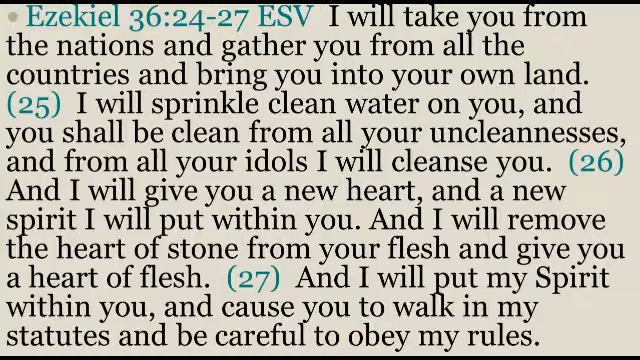 Ezekiel 36:24-27 ESV I will take you from
the nations and gather you from all the
countries and bring you into your own land.
(25) I will sprinkle clean water on you, and
you shall be clean from all your uncleannesses,
and from all your idols I will cleanse you. (26)
And I will give you a new heart, and a new
spirit I will put within you. And I will remove
the heart of stone from your flesh and give you
a heart of flesh. (27) And I will put my Spirit
within you, and cause you to walk in my
statutes and be careful to obey my rules.